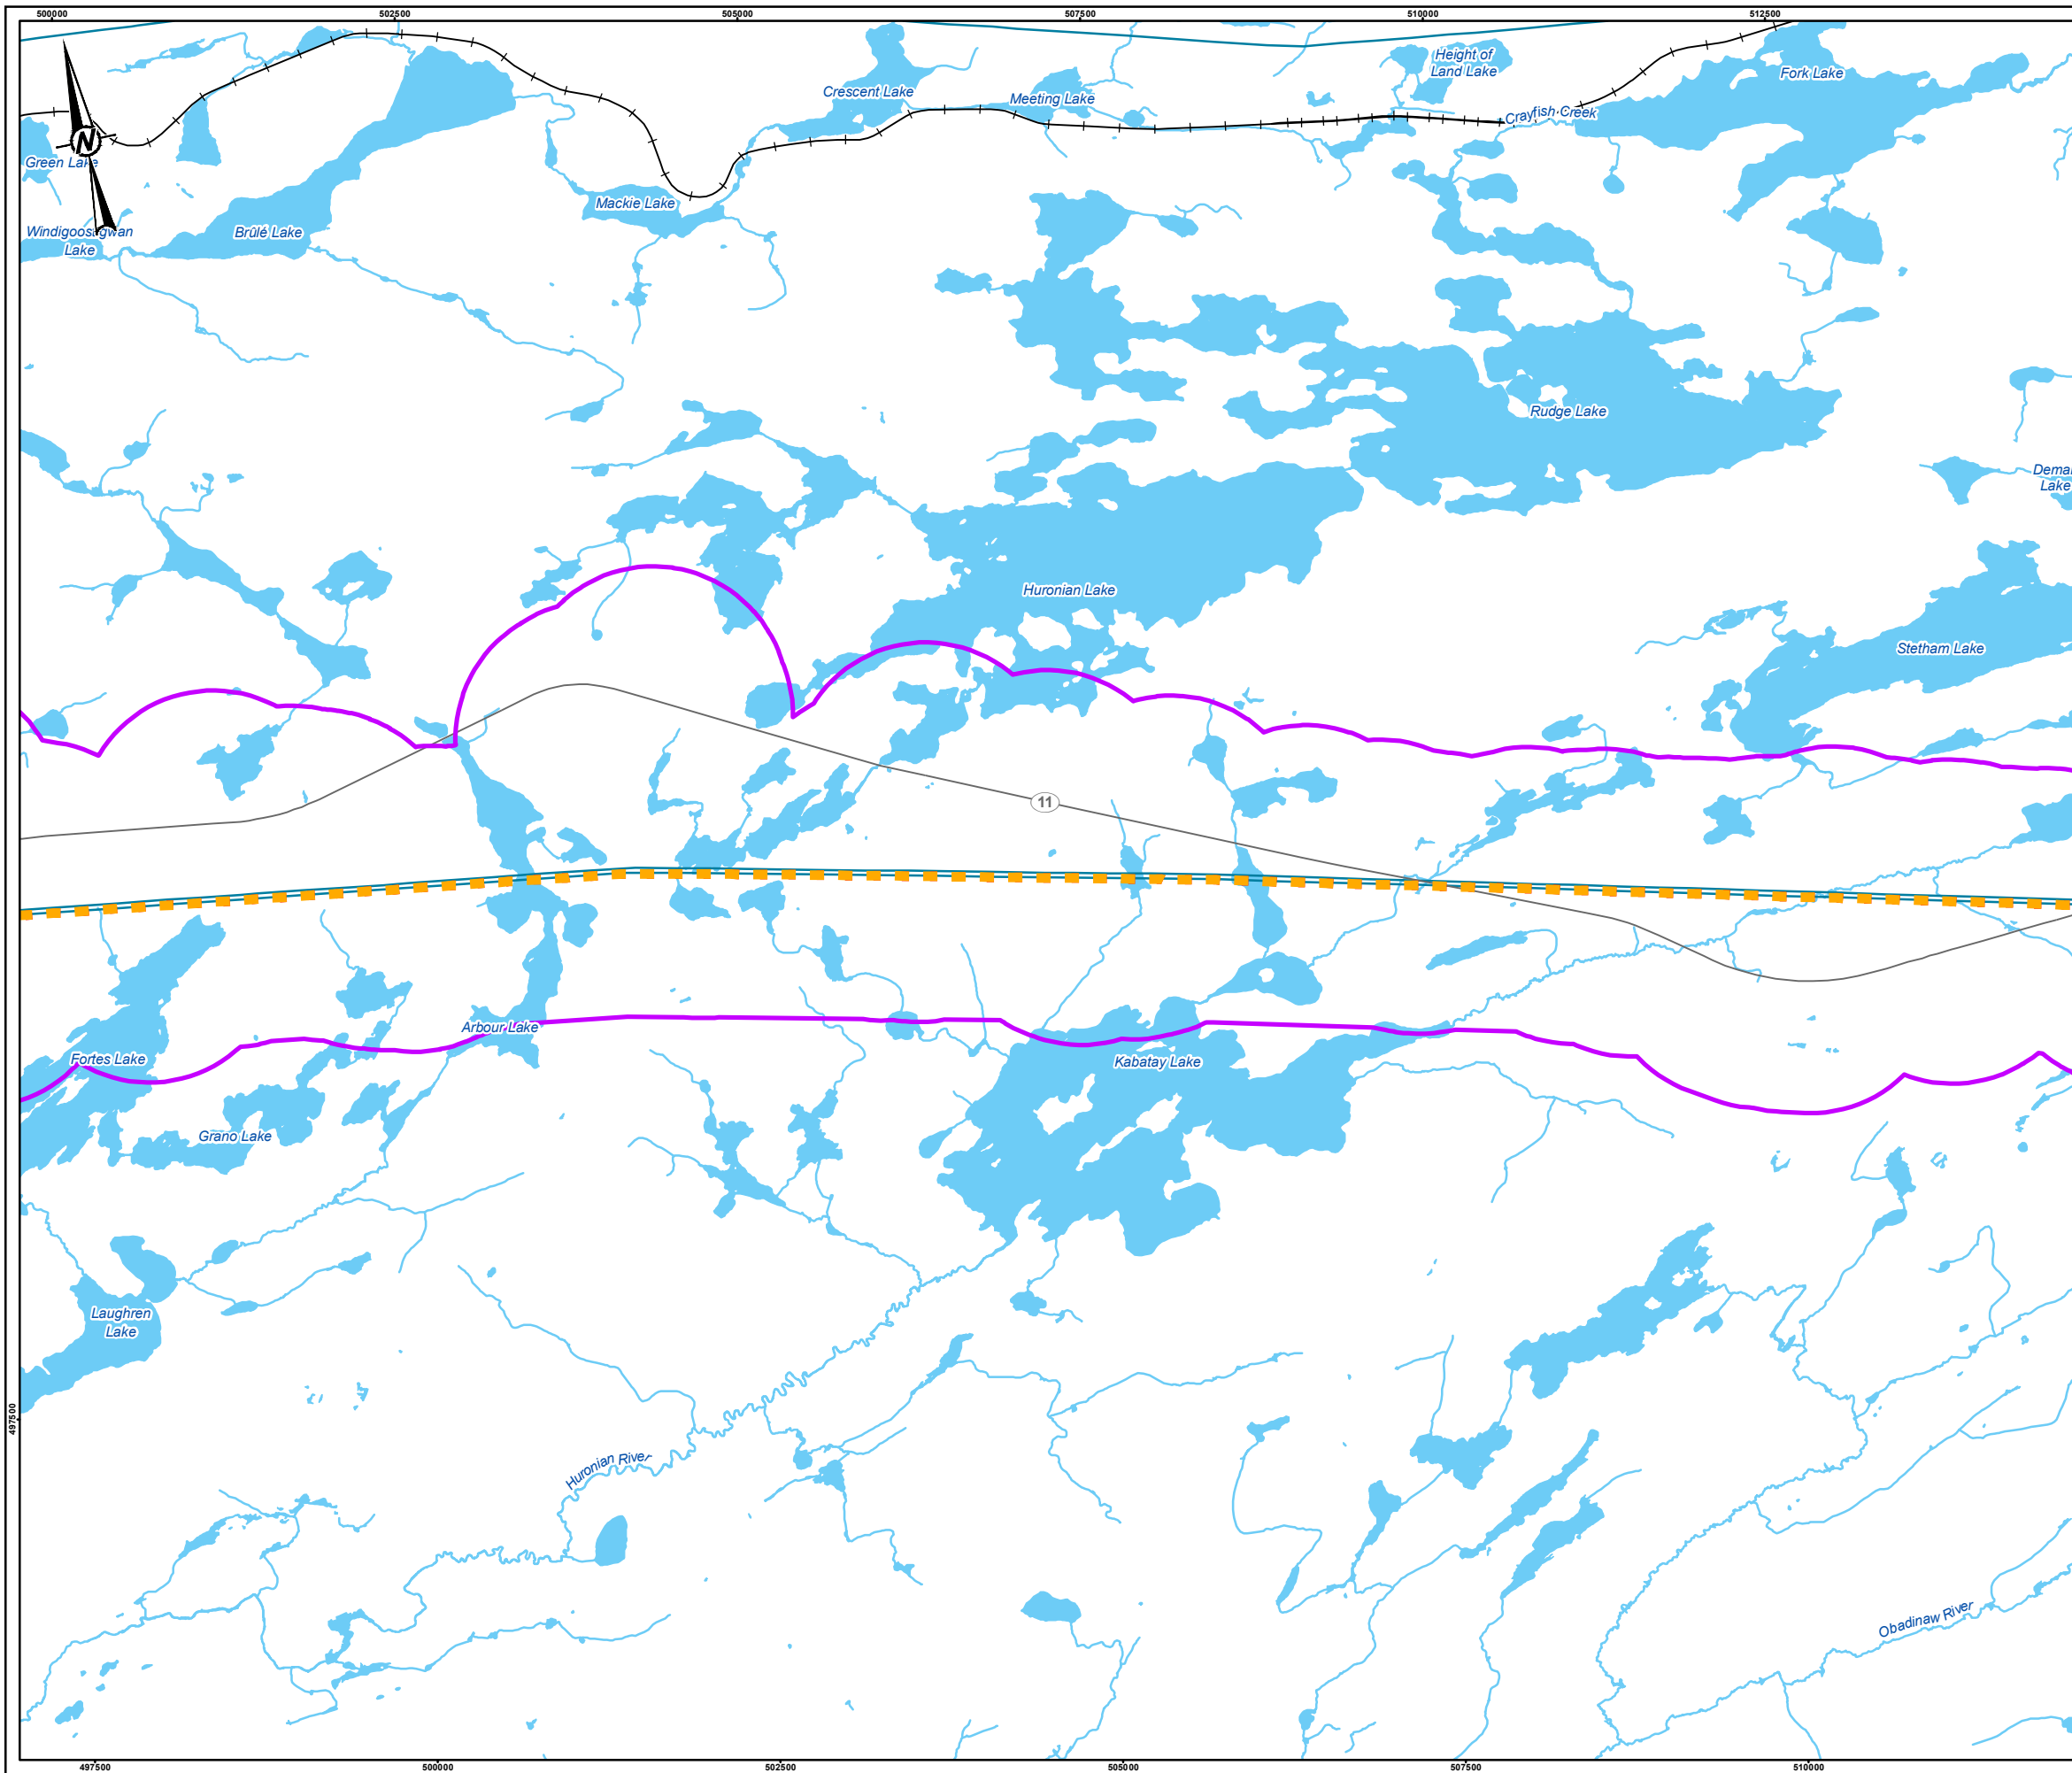 500000
502500
505000
507500
510000
512500
Height of
Land Lake
Fork Lake
Crescent Lake
Meeting Lake
Crayfish Creek
N
Green Lake
Mackie Lake
Windigoosigwan
Lake
Brûlé Lake
Rudge Lake
Lake
Huronian Lake
Stetham Lake
11
Arbour Lake
Fortes Lake
Kabatay Lake
Grano Lake
Laughren
Lake
497500
Huronian River
Obadinaw River
497500
500000
502500
505000
507500
510000